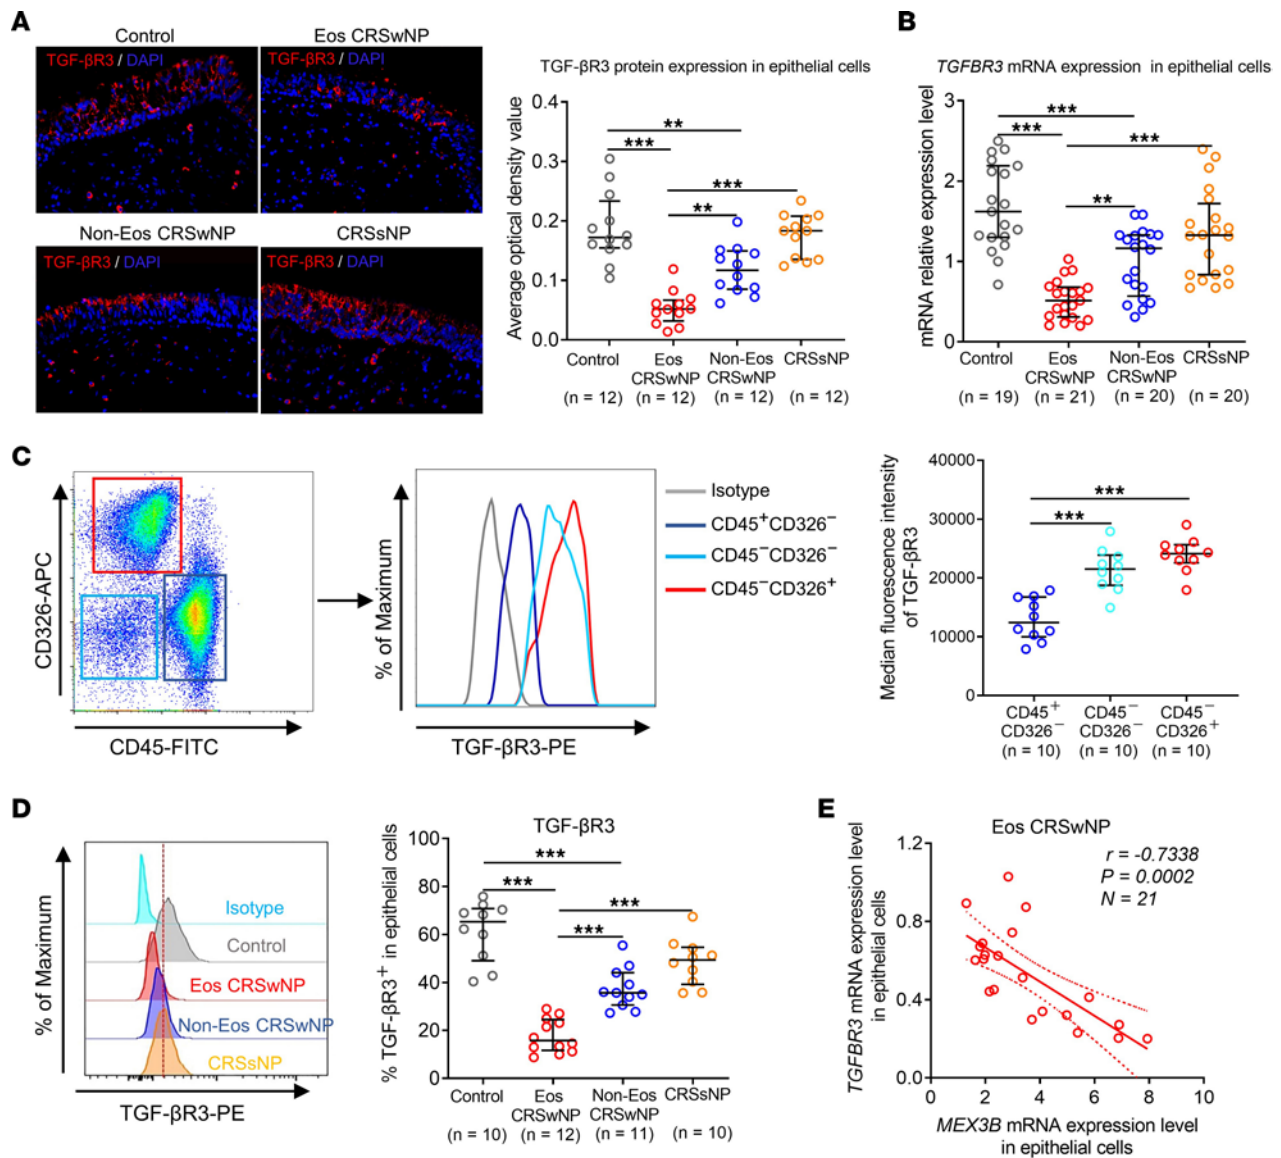 A
Control
Eos CRSwNP
TGF-βR3 / DAPI
TGF-βR3 / DAPI
Non-Eos CRSwNP
CRSsNP
TGF-βR3 / DAPI
TGF-βR3 / DAPI
TGF-βR3 protein expression in epithelial cells
Average optical density value
0.4
0.3
0.2
0.1
0.0
**
***
***
**
Control
Eos
CRSwNP
Non-Eos
CRSwNP
CRSsNP
(n = 12)
(n = 12)
(n = 12)
(n = 12)
B
TGFBR3 mRNA expression in epithelial cells
mRNA relative expression level
3
2
1
0
***
***
***
**
Control
Eos
CRSwNP
Non-Eos
CRSwNP
CRSsNP
(n = 19)
(n = 21)
(n = 20)
(n = 20)
C
CD326-APC
CD45-FITC
% of Maximum
TGF-βR3-PE
Isotype
CD45⁺CD326⁻
CD45⁻CD326⁻
CD45⁻CD326⁺
Median fluorescence intensity
of TGF-βR3
40000
30000
20000
10000
0
***
***
CD45⁺
CD326⁻
(n = 10)
CD45⁻
CD326⁻
(n = 10)
CD45⁻
CD326⁺
(n = 10)
D
% of Maximum
Isotype
Control
Eos CRSwNP
Non-Eos CRSwNP
CRSsNP
TGF-βR3-PE
TGF-βR3
% TGF-βR3⁺ in epithelial cells
100
80
60
40
20
0
***
***
***
***
Control
Eos
CRSwNP
Non-Eos
CRSwNP
CRSsNP
(n = 10)
(n = 12)
(n = 11)
(n = 10)
E
Eos CRSwNP
r = -0.7338
P = 0.0002
N = 21
TGFBR3 mRNA expression level
in epithelial cells
1.2
0.8
0.4
0.0
0
2
4
6
8
10
MEX3B mRNA expression level
in epithelial cells